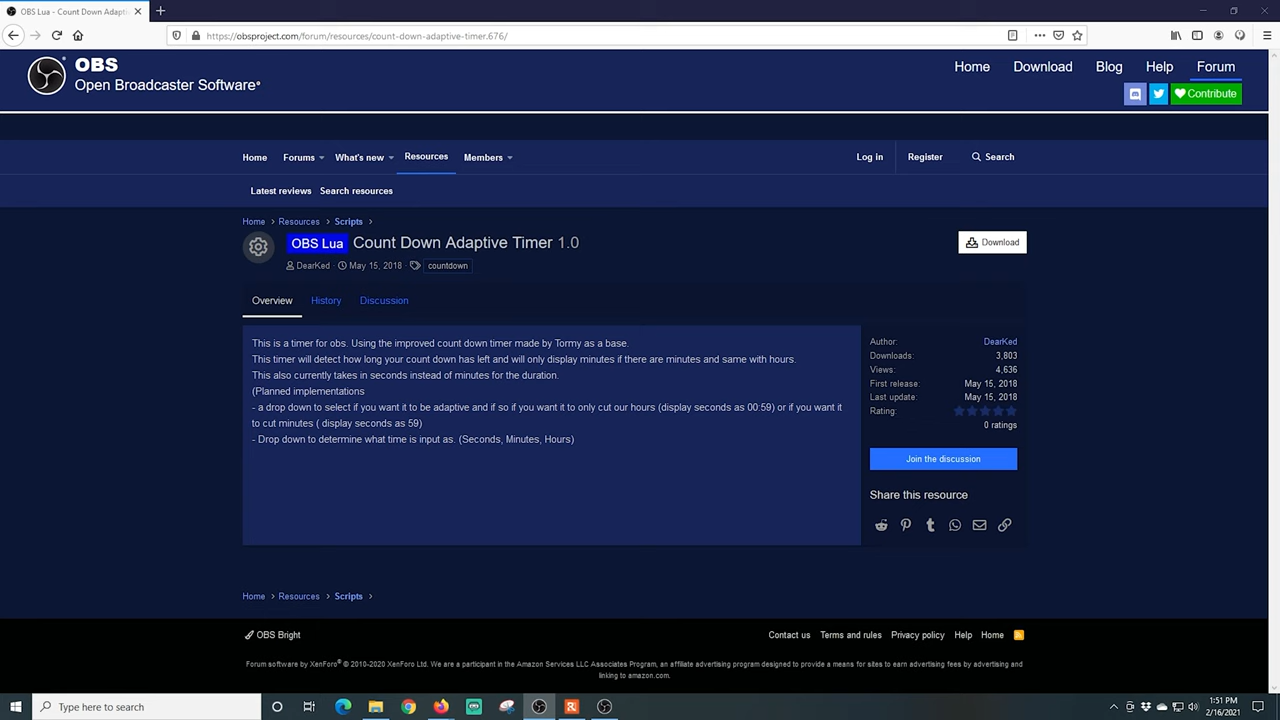 OBS Lua - Count Down Adaptiv
https://obsproject.com/forum/resources/count-down-adaptive-timer.676/
OBS
Open Broadcaster Software
Home Download Blog Help Forum
Contribute
Home Forums What's new Resources Members Log in Register Search
Latest reviews Search resources
Home > Resources > Scripts >
OBS Lua Count Down Adaptive Timer 1.0
Download
DearKed · May 15, 2018 · countdown
Overview History Discussion
This is a timer for obs. Using the improved count down timer made by Tormy as a base.
This timer will detect how long your count down has left and will only display minutes if there are minutes and same with hours.
This also currently takes in seconds instead of minutes for the duration.
(Planned implementations
- a drop down to select if you want it to be adaptive and if so if you want it to only cut our hours (display seconds as 00:59) or if you want it
to cut minutes ( display seconds as 59)
- Drop down to determine what time is input as. (Seconds, Minutes, Hours)
Author: DearKed
Downloads: 3,803
Views: 4,636
First release: May 15, 2018
Last update: May 15, 2018
Rating:
0 ratings
Join the discussion
Share this resource
Home > Resources > Scripts >
OBS Bright
Contact us Terms and rules Privacy policy Help Home
Forum software by XenForo® © 2010-2020 XenForo Ltd. We are a participant in the Amazon Services LLC Associates Program, an affiliate advertising program designed to provide a means for sites to earn advertising fees by advertising and
linking to amazon.com.
Type here to search
1:51 PM
2/16/2021